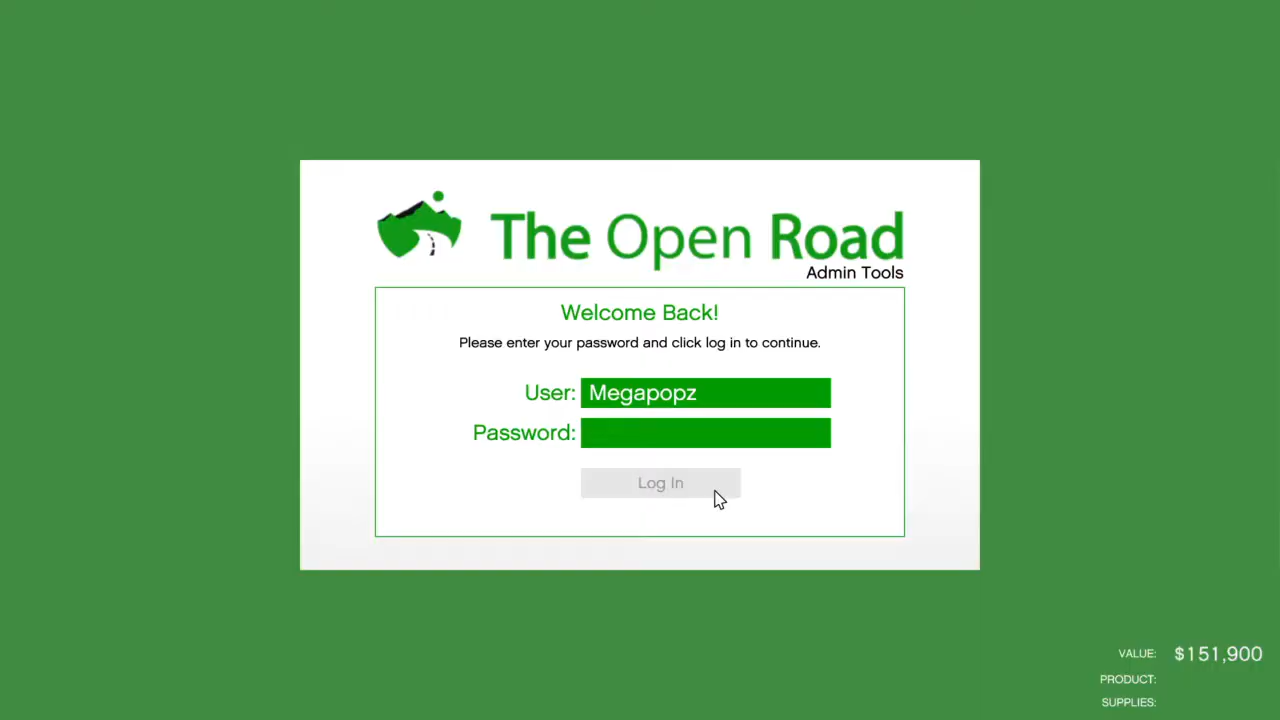 The Open Road
Admin Tools
Welcome Back!
Please enter your password and click log in to continue.
User: Megapopz
Password:
Log In
VALUE: $151,900
PRODUCT:
SUPPLIES: